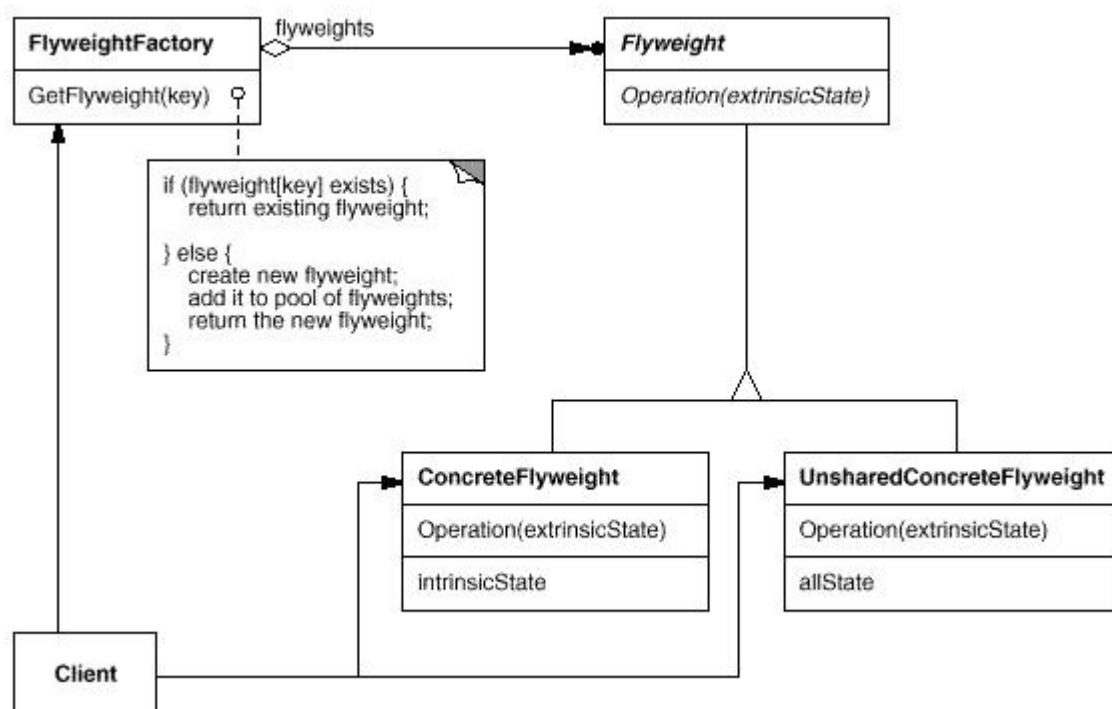 flyweights
FlyweightFactory
GetFlyweight(key)
Flyweight
Operation(extrinsicState)
if (flyweight[key] exists) {
return existing flyweight;
} else {
create new flyweight;
add it to pool of flyweights;
return the new flyweight;
}
ConcreteFlyweight
Operation(extrinsicState)
intrinsicState
UnsharedConcreteFlyweight
Operation(extrinsicState)
allState
Client